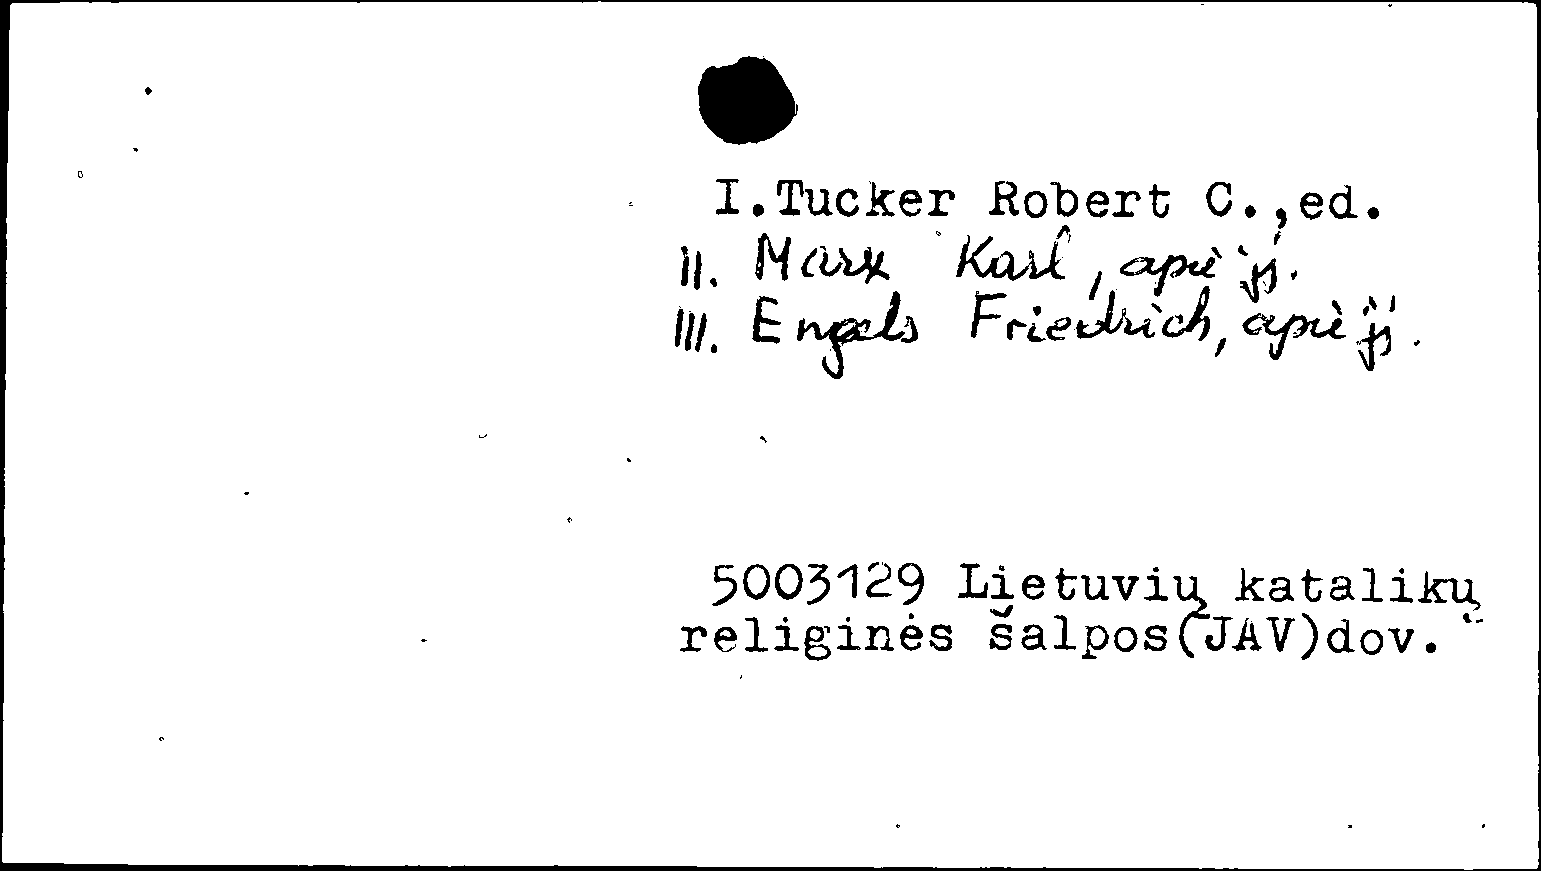 I.Tucker Robert C.,ed.
II. Marx Karl, apie jį.
III. Engels Friedrich, apie jį.
5003129 Lietuvių katalikų
religinės šalpos(JAV)dov.